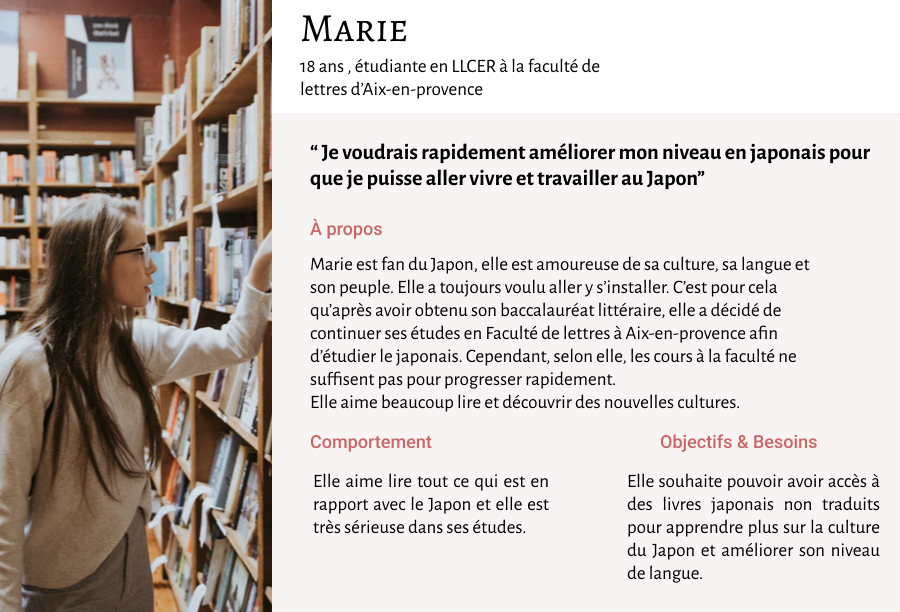 Marie
18 ans , étudiante en LLCER à la faculté de
lettres d’Aix-en-provence
“ Je voudrais rapidement améliorer mon niveau en japonais pour
que je puisse aller vivre et travailler au Japon”
À propos
Marie est fan du Japon, elle est amoureuse de sa culture, sa langue et
son peuple. Elle a toujours voulu aller y s’installer. C’est pour cela
qu’après avoir obtenu son baccalauréat littéraire, elle a décidé de
continuer ses études en Faculté de lettres à Aix-en-provence afin
d’étudier le japonais. Cependant, selon elle, les cours à la faculté ne
suffisent pas pour progresser rapidement.
Elle aime beaucoup lire et découvrir des nouvelles cultures.
Comportement
Elle aime lire tout ce qui est en
rapport avec le Japon et elle est
très sérieuse dans ses études.
Objectifs & Besoins
Elle souhaite pouvoir avoir accès à
des livres japonais non traduits
pour apprendre plus sur la culture
du Japon et améliorer son niveau
de langue.